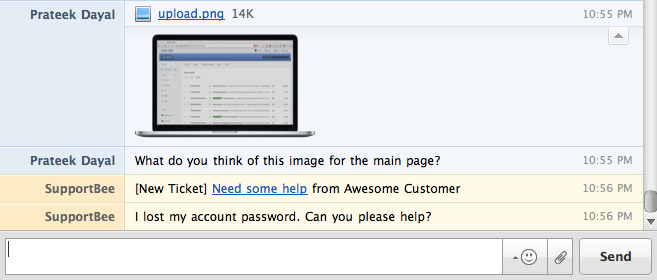 Prateek Dayal upload.png 14K 10:55 PM
Prateek Dayal What do you think of this image for the main page? 10:55 PM
SupportBee [New Ticket] Need some help from Awesome Customer 10:56 PM
SupportBee I lost my account password. Can you please help? 10:56 PM
Send